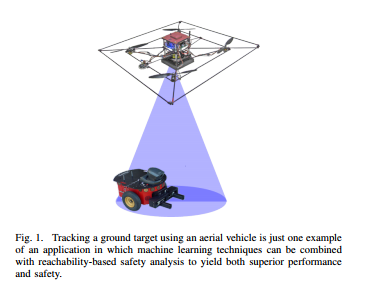 Fig. 1. Tracking a ground target using an aerial vehicle is just one example
of an application in which machine learning techniques can be combined
with reachability-based safety analysis to yield both superior performance
and safety.